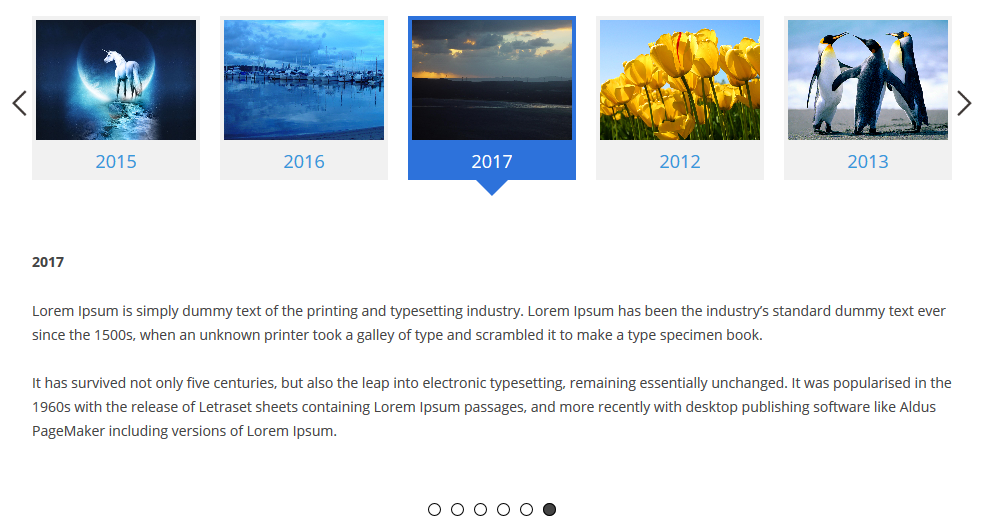 2015
2016
2017
2012
2013
2017
Lorem Ipsum is simply dummy text of the printing and typesetting industry. Lorem Ipsum has been the industry’s standard dummy text ever
since the 1500s, when an unknown printer took a galley of type and scrambled it to make a type specimen book.
It has survived not only five centuries, but also the leap into electronic typesetting, remaining essentially unchanged. It was popularised in the
1960s with the release of Letraset sheets containing Lorem Ipsum passages, and more recently with desktop publishing software like Aldus
PageMaker including versions of Lorem Ipsum.